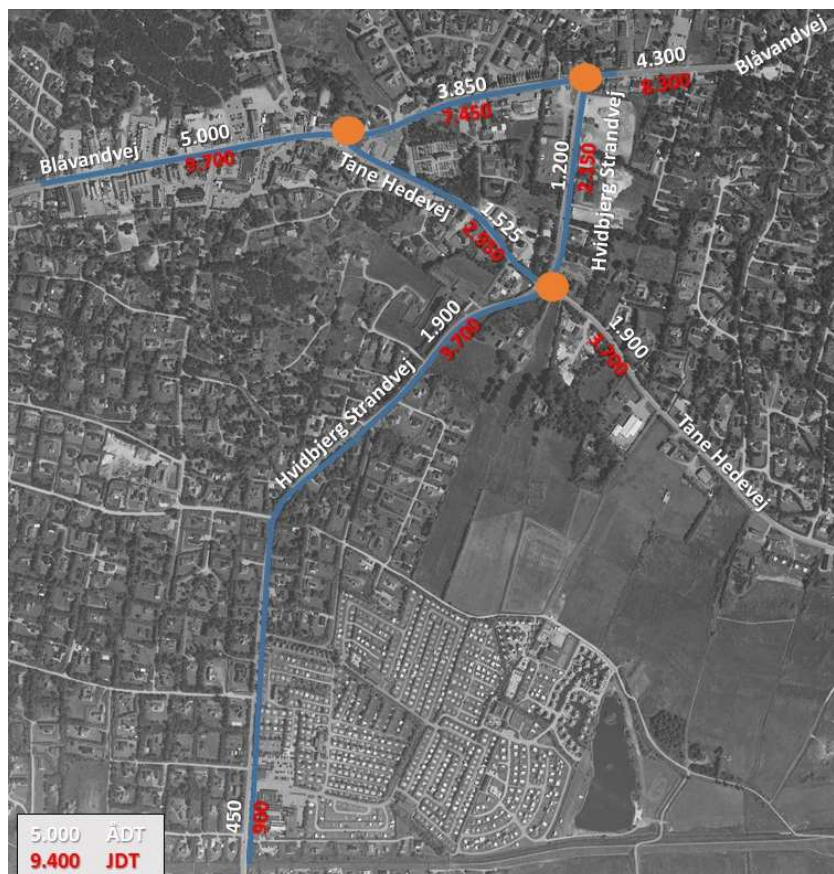 4.300
Blåvandvej
8.300
3.850
7.450
5.000
Blåvandvej
9.700
1.200
2.150
Hvidbjerg Strandvej
Tane Hedevej
1.525
1.900
3.700
1.900
3.700
Hvidbjerg Strandvej
Tane Hedevej
450
900
5.000 ÅDT
9.400 JDT